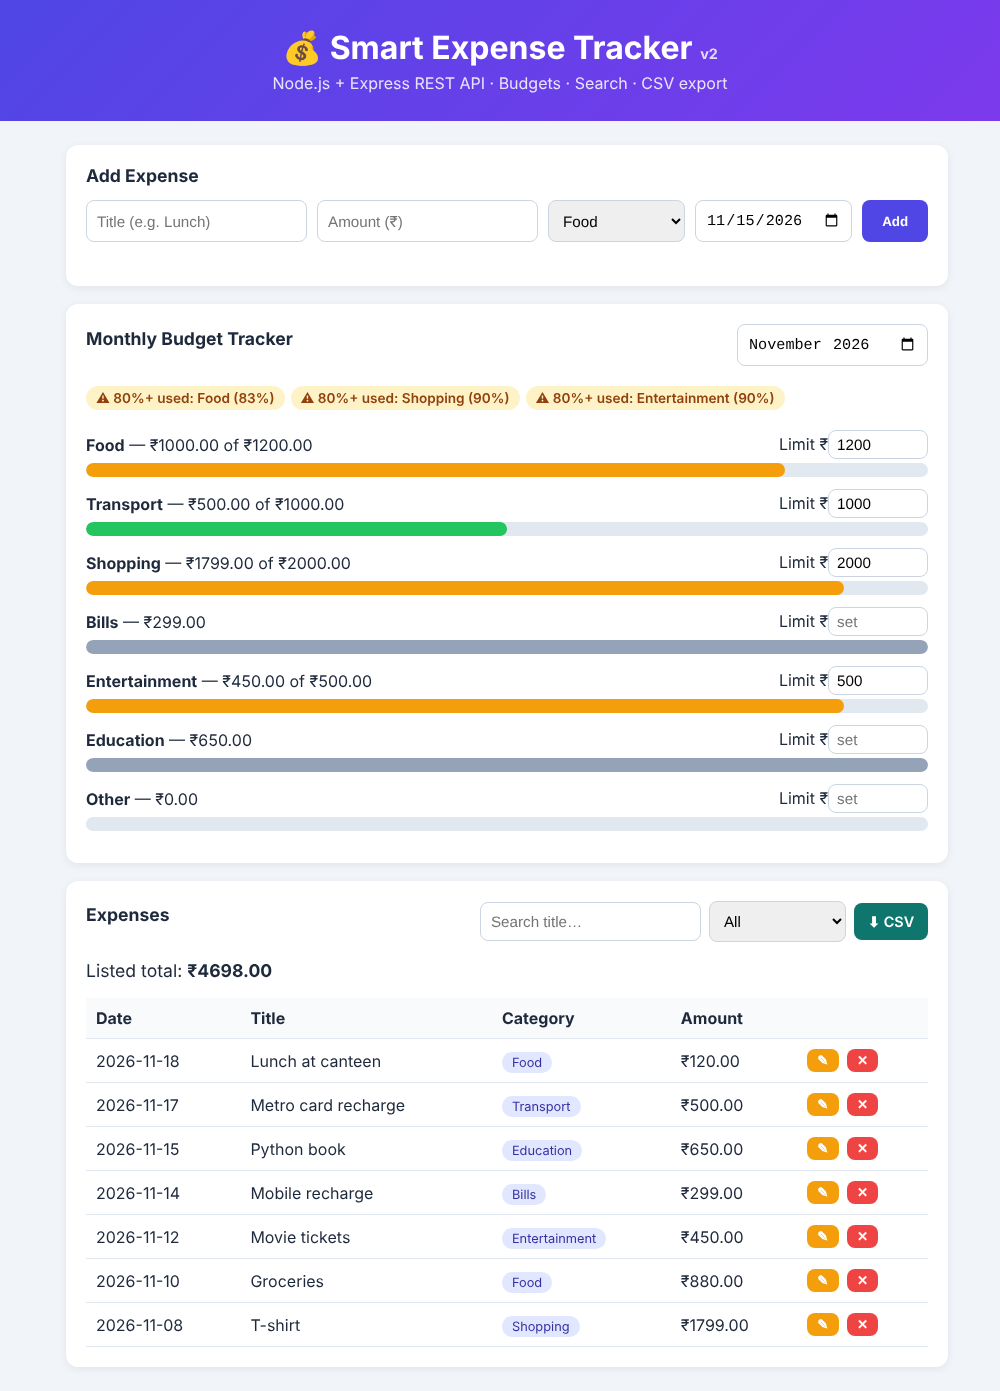 💰 Smart Expense Tracker v2
Node.js + Express REST API · Budgets · Search · CSV export
Add Expense
Title (e.g. Lunch) Amount (₹) Food 11/15/2026 Add
Monthly Budget Tracker November 2026
⚠ 80%+ used: Food (83%) ⚠ 80%+ used: Shopping (90%) ⚠ 80%+ used: Entertainment (90%)
Food — ₹1000.00 of ₹1200.00 Limit ₹ 1200
Transport — ₹500.00 of ₹1000.00 Limit ₹ 1000
Shopping — ₹1799.00 of ₹2000.00 Limit ₹ 2000
Bills — ₹299.00 Limit ₹ set
Entertainment — ₹450.00 of ₹500.00 Limit ₹ 500
Education — ₹650.00 Limit ₹ set
Other — ₹0.00 Limit ₹ set
Expenses Search title... All ⬇ CSV
Listed total: ₹4698.00
Date Title Category Amount
2026-11-18 Lunch at canteen Food ₹120.00 ✎ ✕
2026-11-17 Metro card recharge Transport ₹500.00 ✎ ✕
2026-11-15 Python book Education ₹650.00 ✎ ✕
2026-11-14 Mobile recharge Bills ₹299.00 ✎ ✕
2026-11-12 Movie tickets Entertainment ₹450.00 ✎ ✕
2026-11-10 Groceries Food ₹880.00 ✎ ✕
2026-11-08 T-shirt Shopping ₹1799.00 ✎ ✕